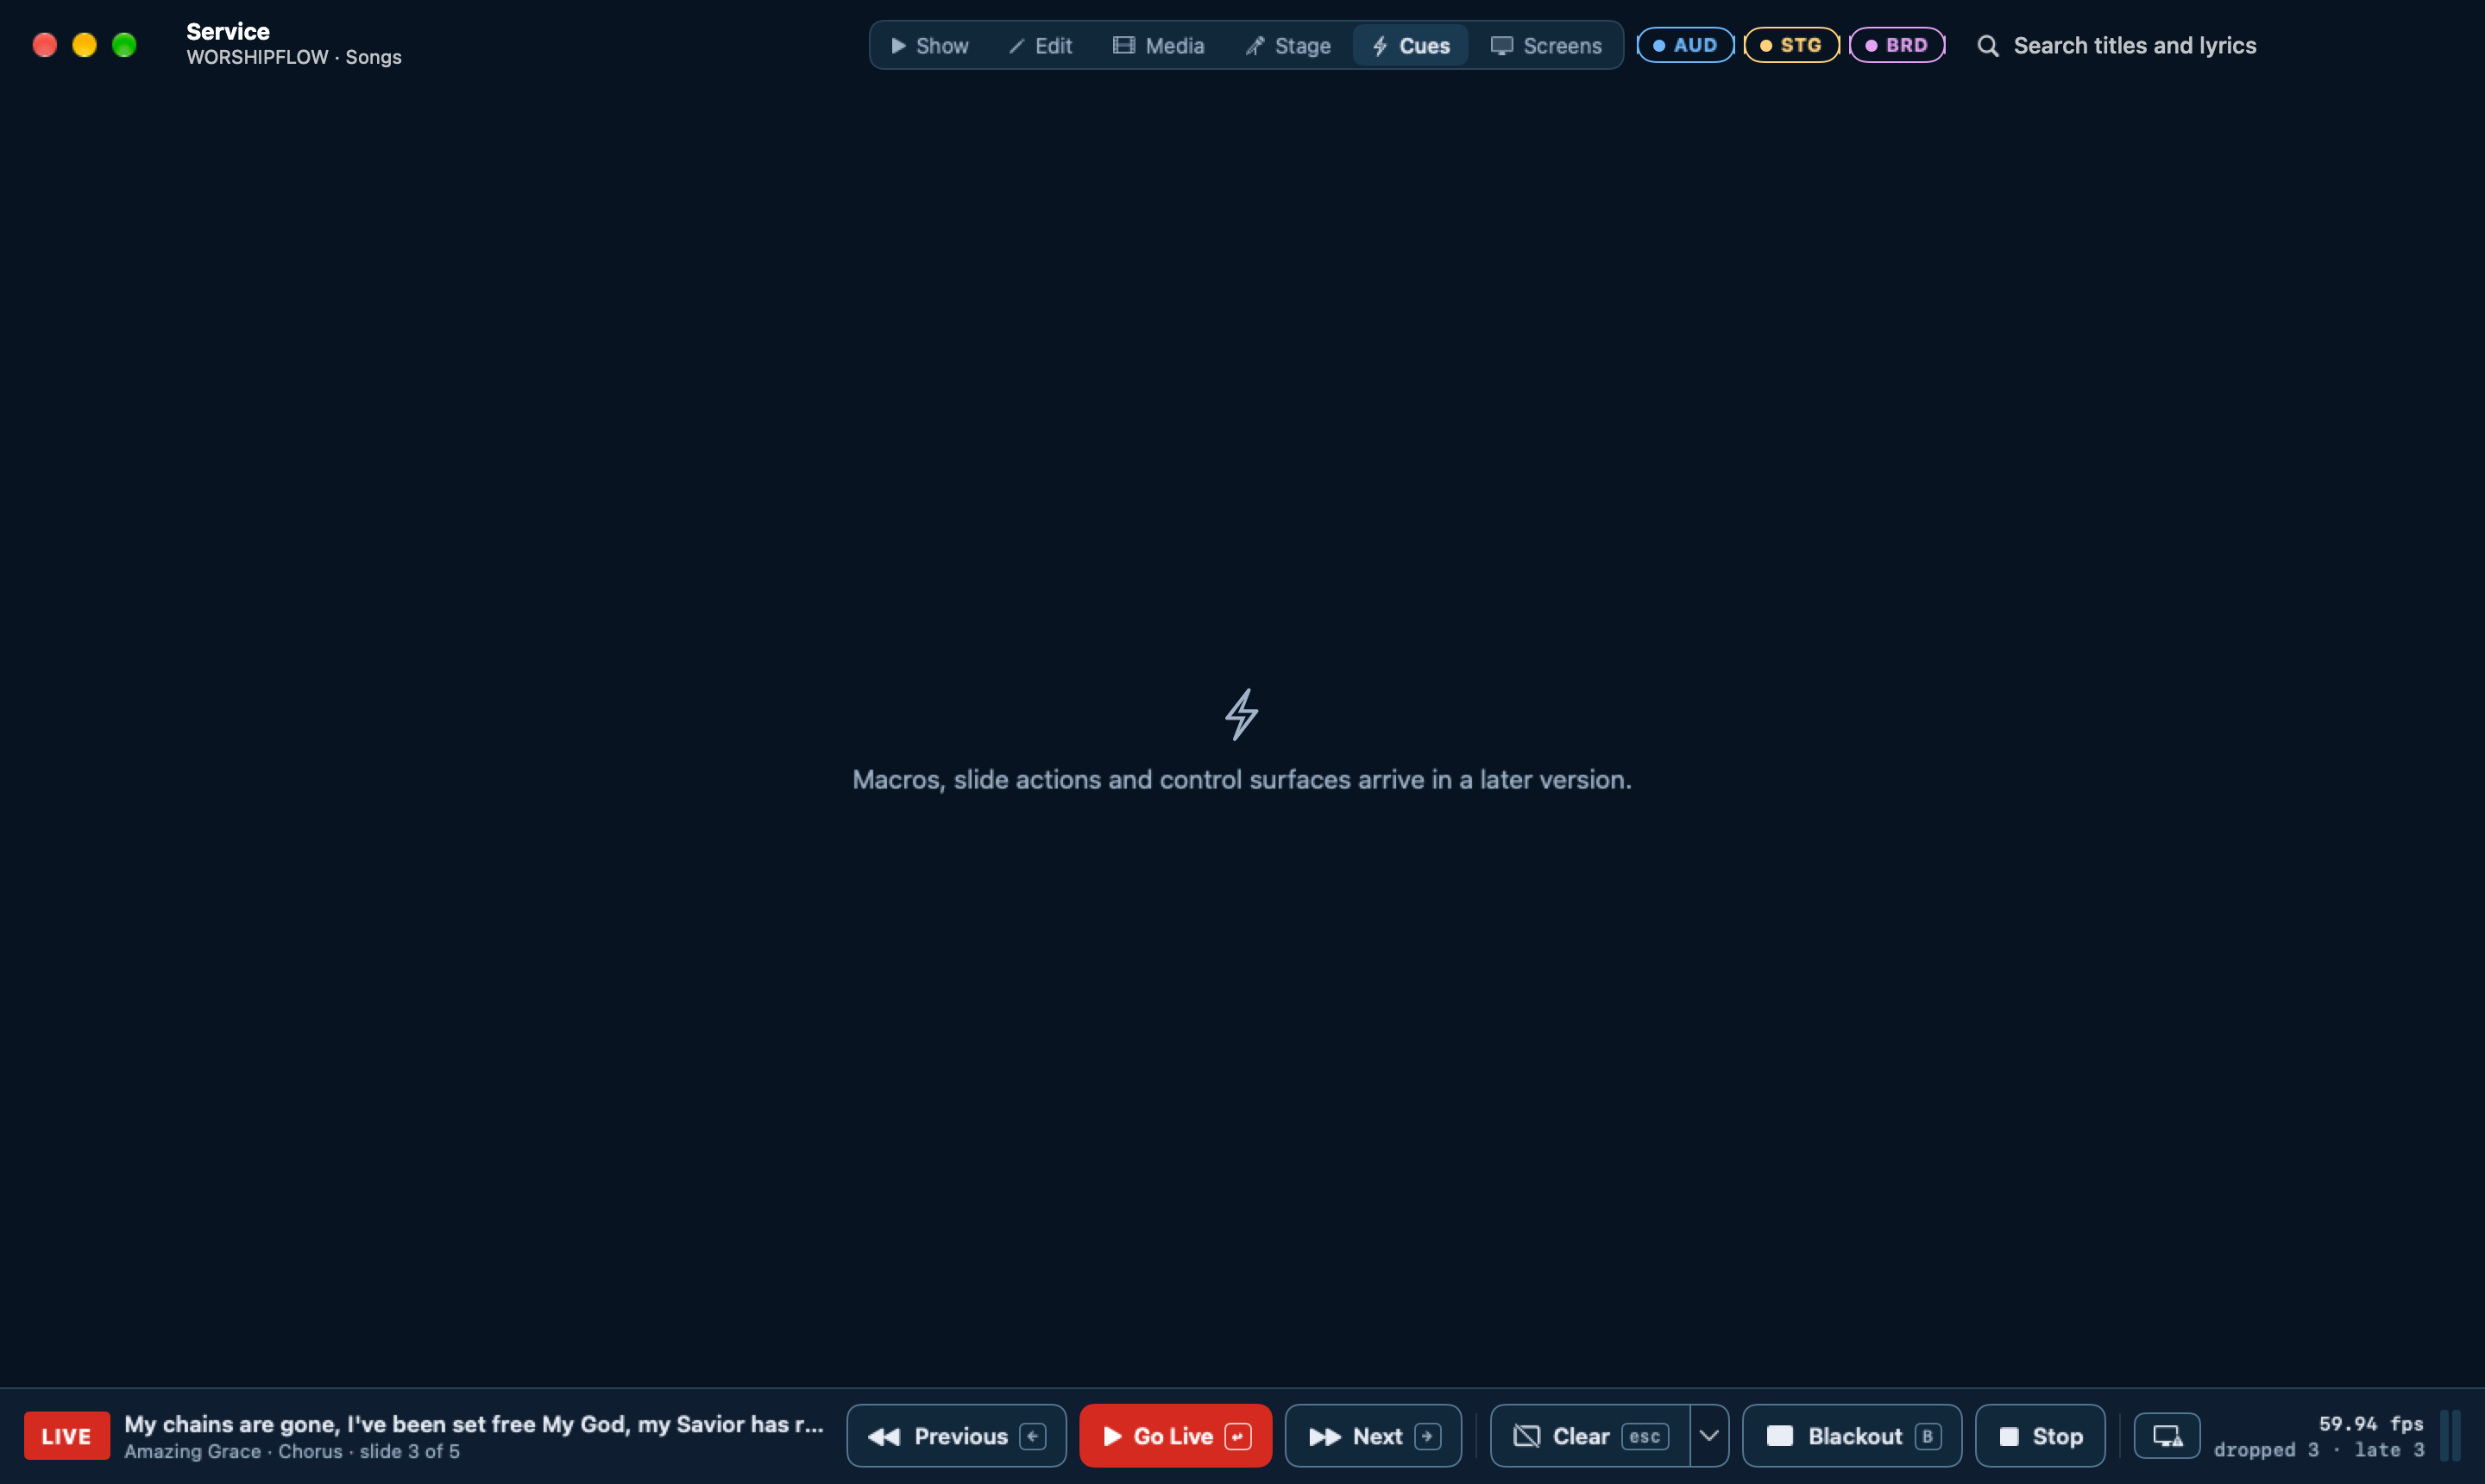 Service
WORSHIPFLOW · Songs
Show
Edit
Media
Stage
Cues
Screens
AUD
STG
BRD
Search titles and lyrics
Macros, slide actions and control surfaces arrive in a later version.
LIVE
My chains are gone, I've been set free My God, my Savior has r...
Amazing Grace · Chorus · slide 3 of 5
Previous
Go Live
Next
Clear esc
Blackout B
Stop
59.94 fps
dropped 3 · late 3